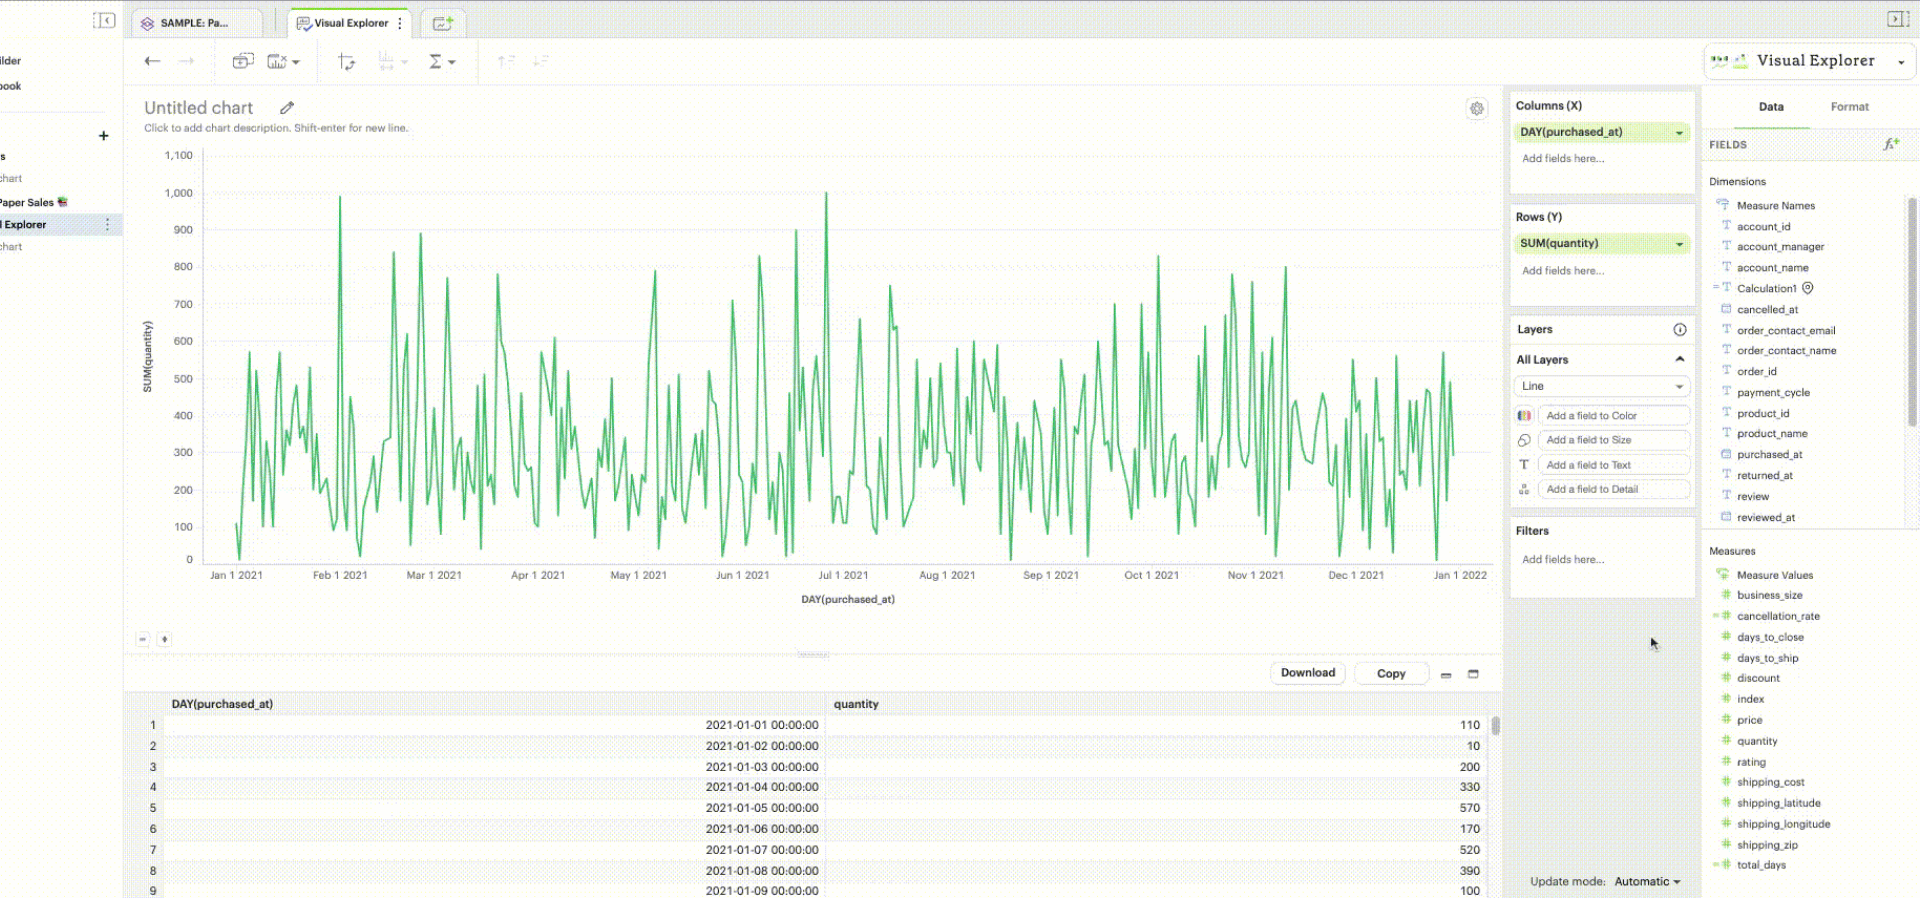 SAMPLE: Pa...
Visual Explorer
Visual Explorer
ilder
book
s
chart
Paper Sales
l Explorer
chart
Untitled chart
Click to add chart description. Shift-enter for new line.
1,100
1,000
900
800
700
600
500
400
300
200
100
0
SUM(quantity)
Jan 1 2021
Feb 1 2021
Mar 1 2021
Apr 1 2021
May 1 2021
Jun 1 2021
Jul 1 2021
Aug 1 2021
Sep 1 2021
Oct 1 2021
Nov 1 2021
Dec 1 2021
Jan 1 2022
DAY(purchased_at)
Download
Copy
DAY(purchased_at) quantity
1 2021-01-01 00:00:00 110
2 2021-01-02 00:00:00 10
3 2021-01-03 00:00:00 200
4 2021-01-04 00:00:00 330
5 2021-01-05 00:00:00 570
6 2021-01-06 00:00:00 170
7 2021-01-07 00:00:00 520
8 2021-01-08 00:00:00 390
9 2021-01-09 00:00:00 100
Columns (X)
DAY(purchased_at)
Add fields here...
Rows (Y)
SUM(quantity)
Add fields here...
Layers
All Layers
Line
Add a field to Color
Add a field to Size
T Add a field to Text
Add a field to Detail
Filters
Add fields here...
Update mode: Automatic
Data Format
FIELDS
Dimensions
Measure Names
account_id
account_manager
account_name
Calculation1
cancelled_at
order_contact_email
order_contact_name
order_id
payment_cycle
product_id
product_name
purchased_at
returned_at
review
reviewed_at
Measures
Measure Values
business_size
cancellation_rate
days_to_close
days_to_ship
discount
index
price
quantity
rating
shipping_cost
shipping_latitude
shipping_longitude
shipping_zip
total_days